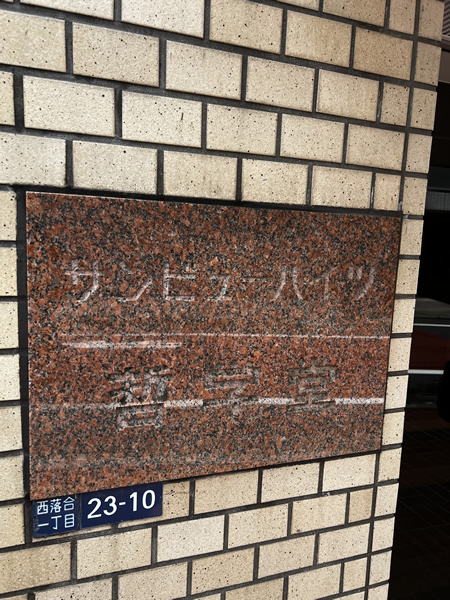 サンビューハイツ
哲学堂
西落合
一丁目
23-10